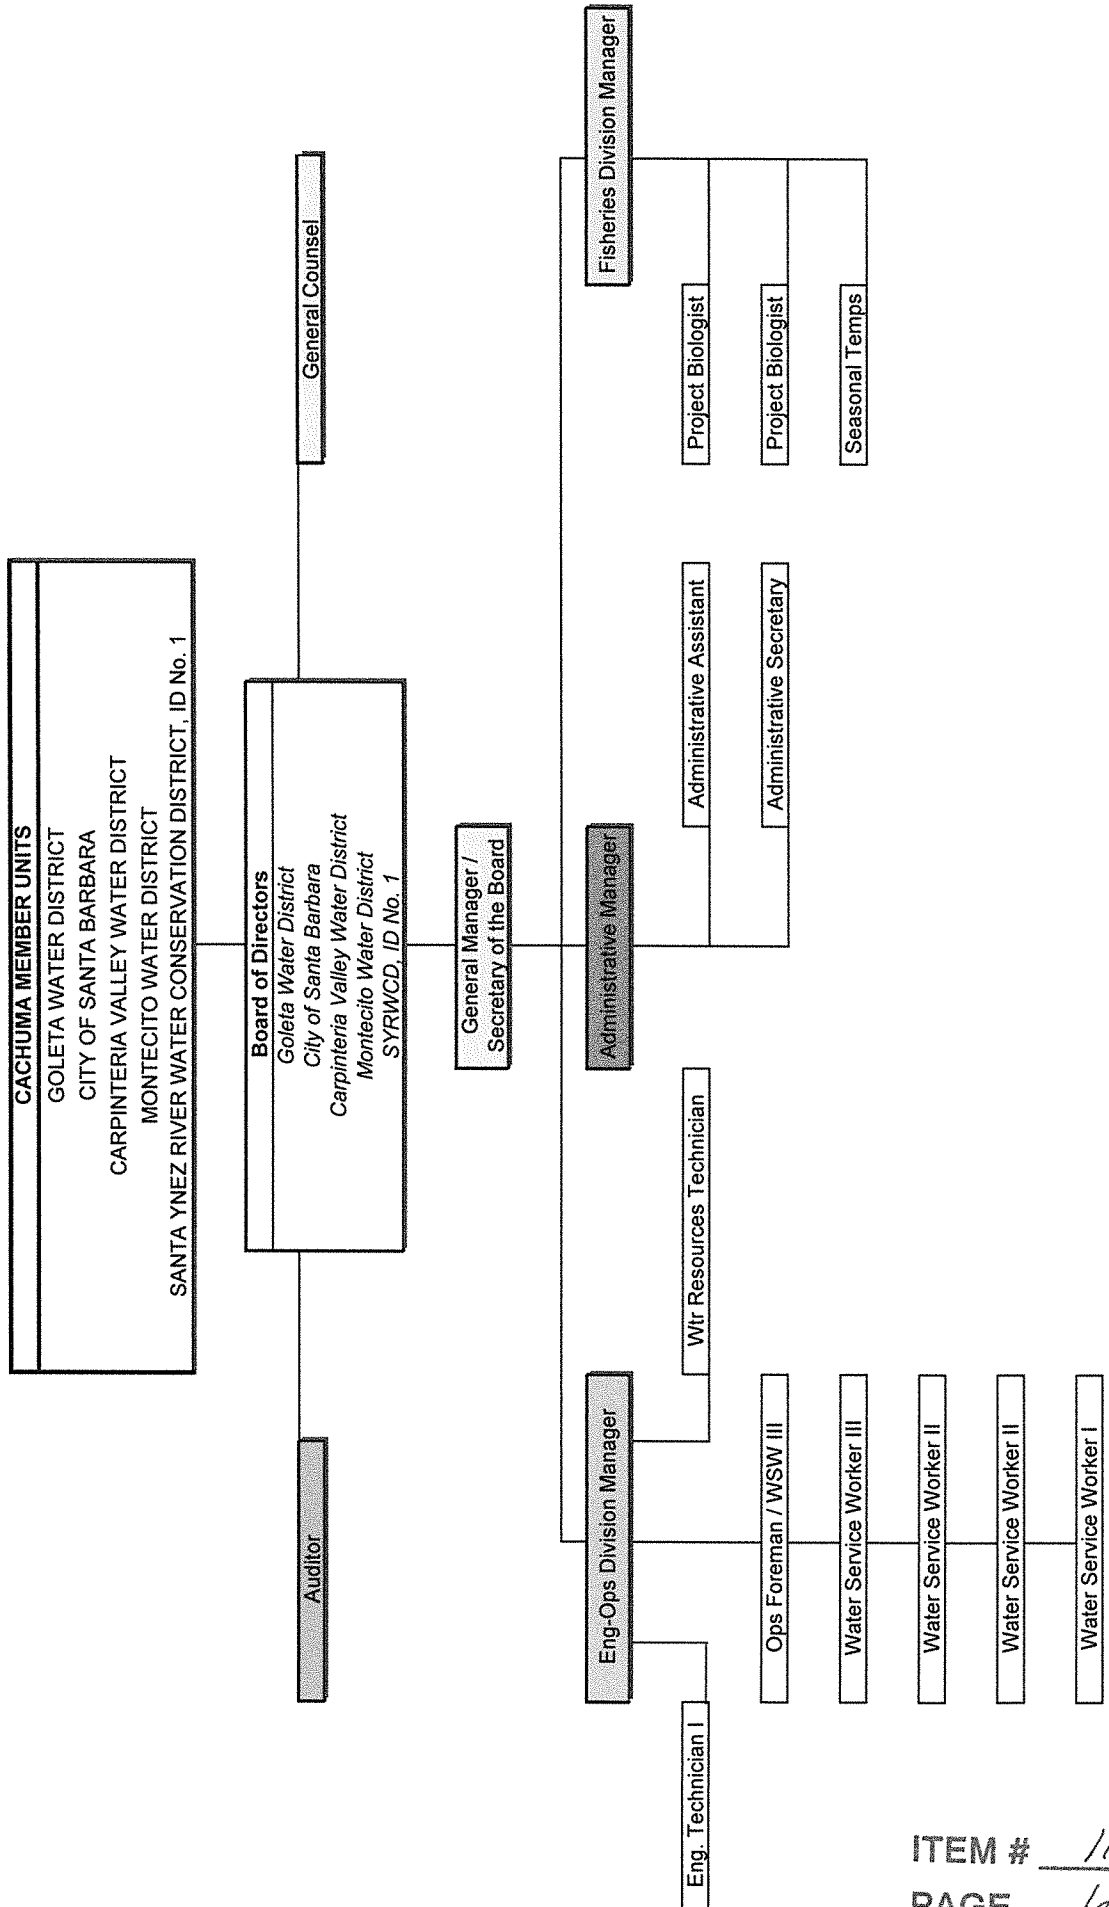 CACHUMA MEMBER UNITS
GOLETA WATER DISTRICT
CITY OF SANTA BARBARA
CARPINTERIA VALLEY WATER DISTRICT
MONTECITO WATER DISTRICT
SANTA YNEZ RIVER WATER CONSERVATION DISTRICT, ID No. 1
Auditor
Board of Directors
Goleta Water District
City of Santa Barbara
Carpinteria Valley Water District
Montecito Water District
SYRWCD, ID No. 1
General Counsel
General Manager /
Secretary of the Board
Eng-Ops Division Manager
Administrative Manager
Fisheries Division Manager
Eng. Technician I
Wtr Resources Technician
Administrative Assistant
Project Biologist
Ops Foreman / WSW III
Administrative Secretary
Project Biologist
Water Service Worker III
Seasonal Temps
Water Service Worker II
Water Service Worker II
Water Service Worker I
ITEM #
PAGE